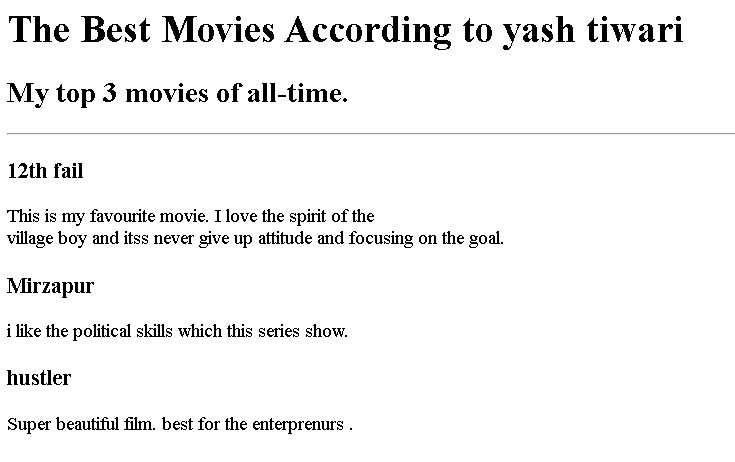 The Best Movies According to yash tiwari
My top 3 movies of all-time.
12th fail
This is my favourite movie. I love the spirit of the
village boy and itss never give up attitude and focusing on the goal.
Mirzapur
i like the political skills which this series show.
hustler
Super beautiful film. best for the enterprenurs .